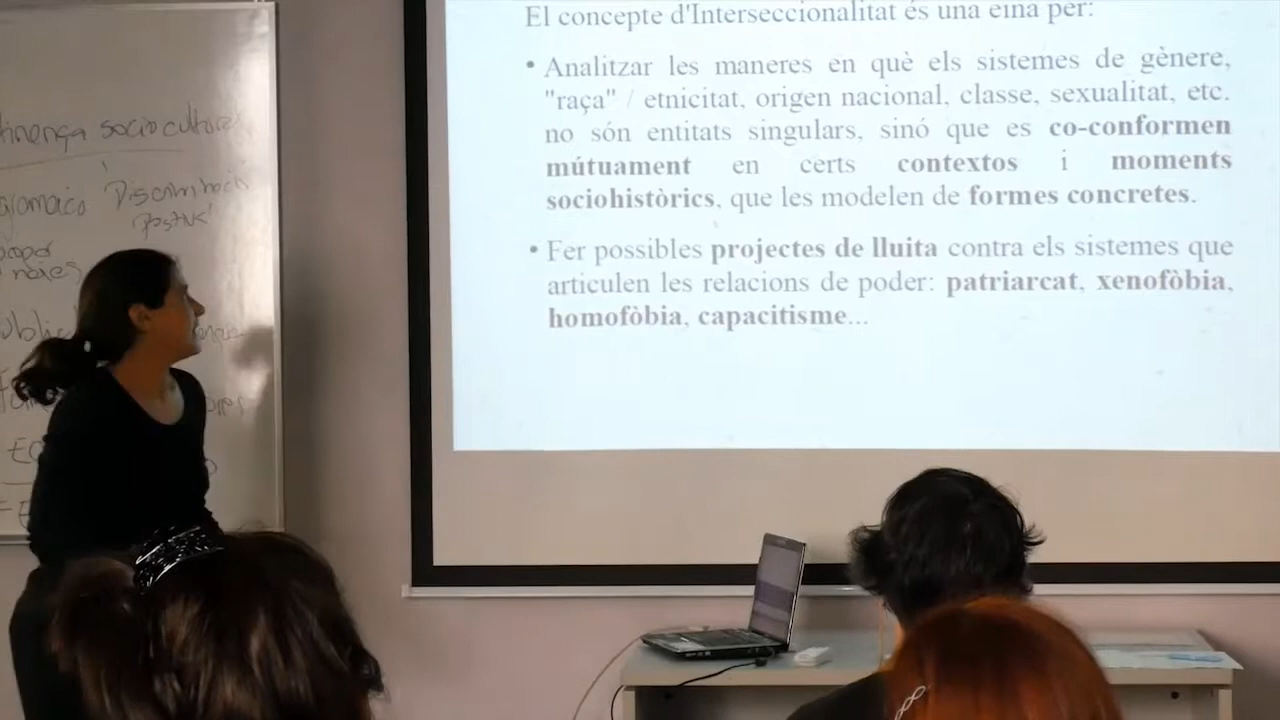 El concepte d'Interseccionalitat és una eina per:
• Analitzar les maneres en què els sistemes de gènere,
"raça" / etnicitat, origen nacional, classe, sexualitat, etc.
no són entitats singulars, sinó que es co-conformen
mútuament en certs contextos i moments
sociohistòrics, que les modelen de formes concretes.
• Fer possibles projectes de lluita contra els sistemes que
articulen les relacions de poder: patriarcat, xenofòbia,
homofòbia, capacitisme...